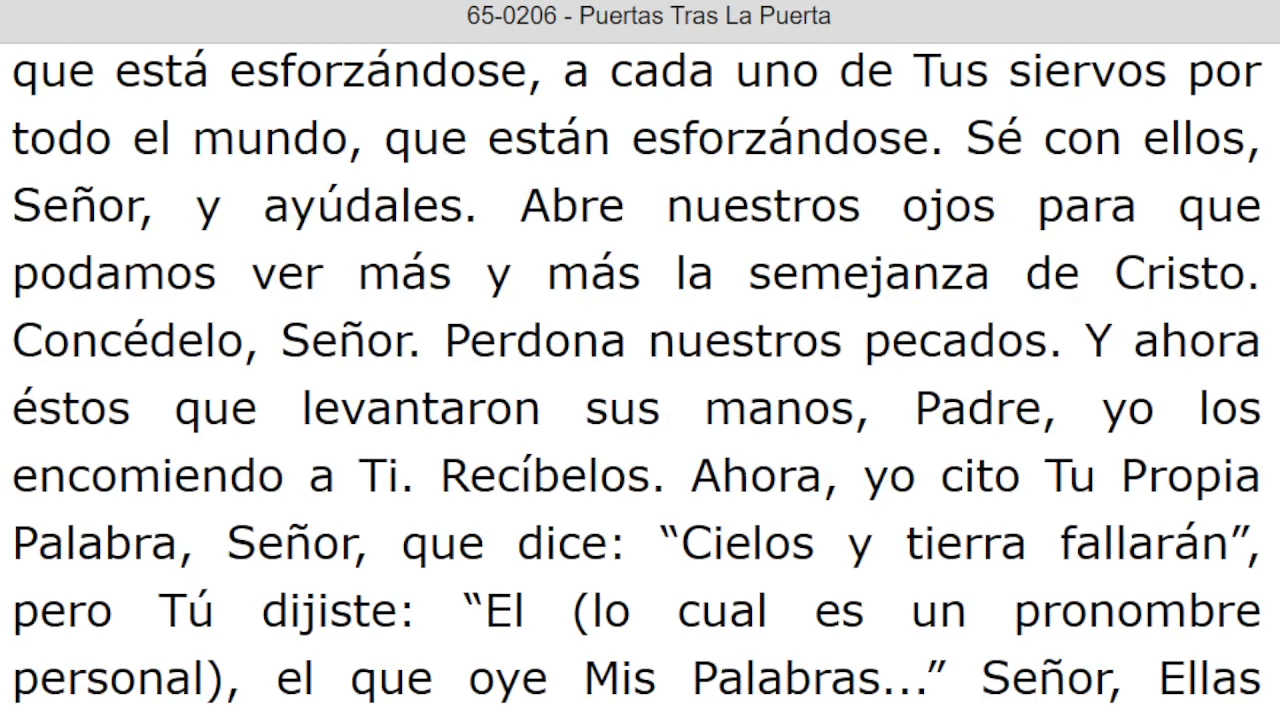 65-0206 - Puertas Tras La Puerta
que está esforzándose, a cada uno de Tus siervos por
todo el mundo, que están esforzándose. Sé con ellos,
Señor, y ayúdales. Abre nuestros ojos para que
podamos ver más y más la semejanza de Cristo.
Concédelo, Señor. Perdona nuestros pecados. Y ahora
éstos que levantaron sus manos, Padre, yo los
encomiendo a Ti. Recíbelos. Ahora, yo cito Tu Propia
Palabra, Señor, que dice: “Cielos y tierra fallarán”,
pero Tú dijiste: “El (lo cual es un pronombre
personal), el que oye Mis Palabras...” Señor, Ellas